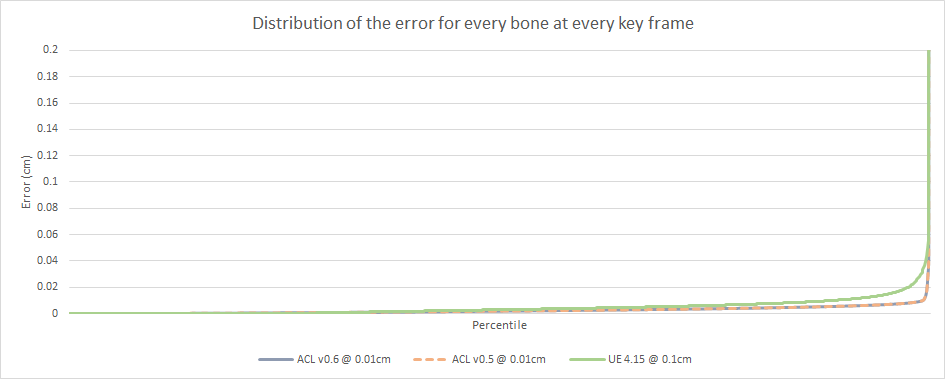 Distribution of the error for every bone at every key frame
0.2
0.18
0.16
0.14
0.12
0.1
0.08
0.06
0.04
0.02
0
Error (cm)
Percentile
ACL v0.6 @ 0.01cm
ACL v0.5 @ 0.01cm
UE 4.15 @ 0.1cm